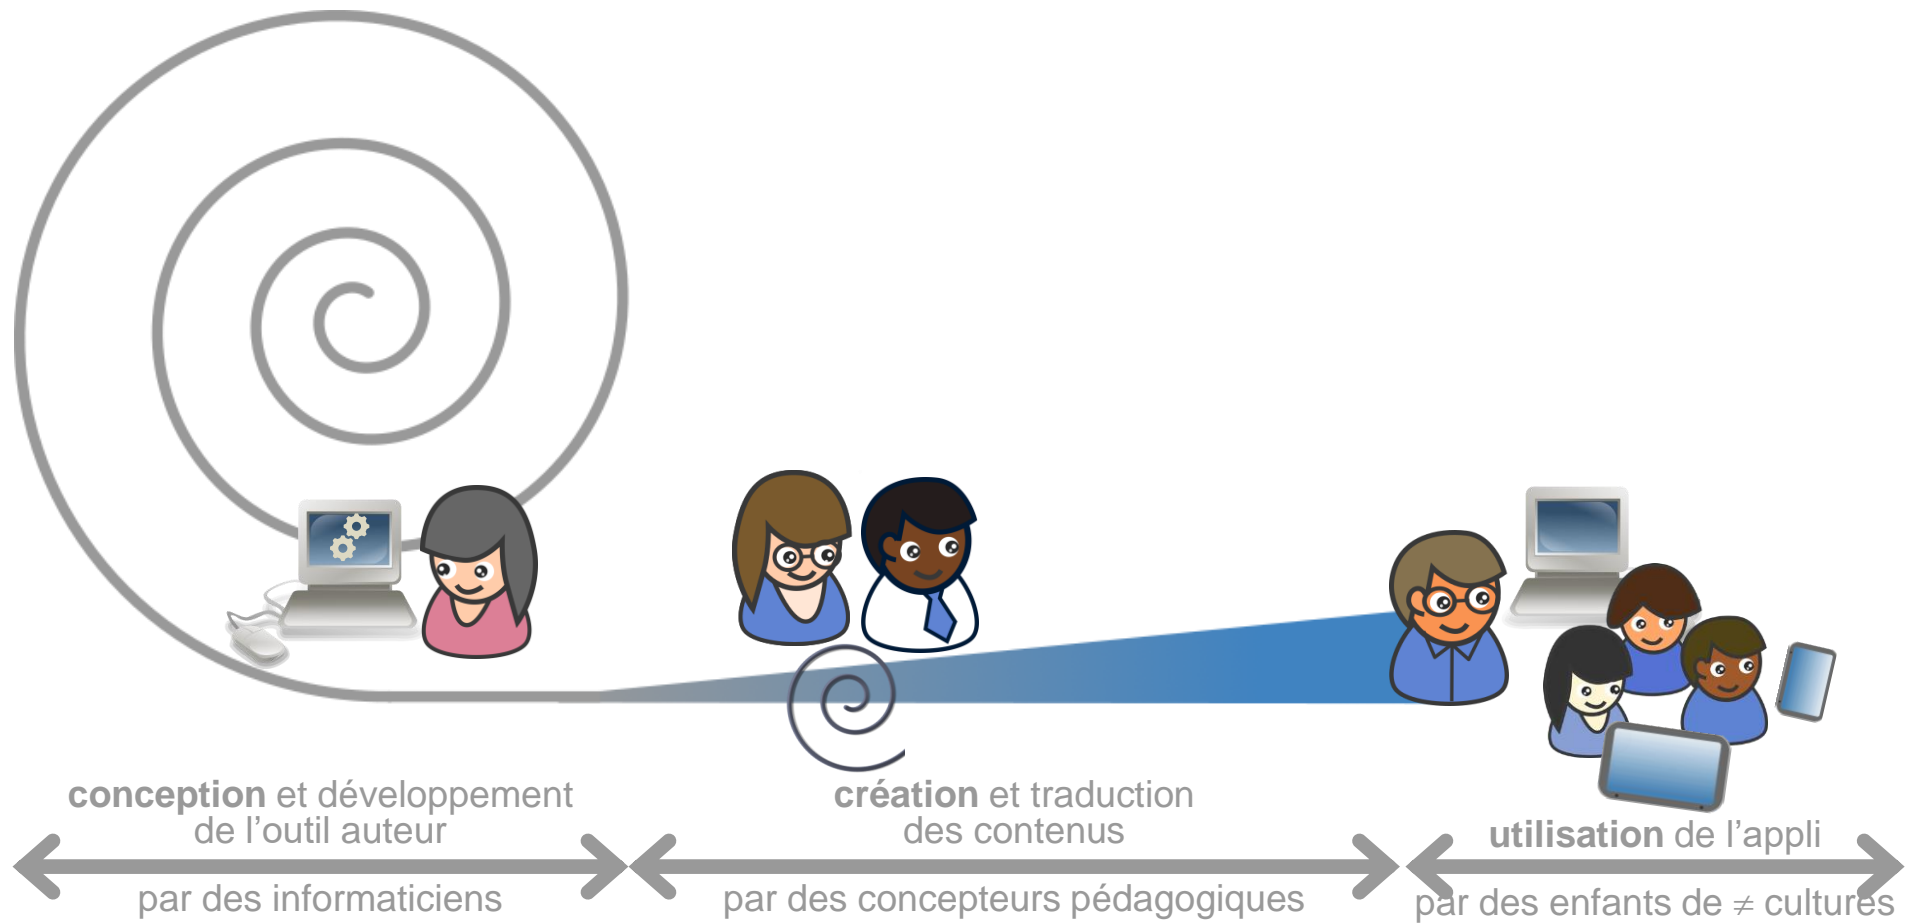 conception et développement
de l’outil auteur
par des informaticiens
création et traduction
des contenus
par des concepteurs pédagogiques
utilisation de l’appli
par des enfants de ≠ cultures